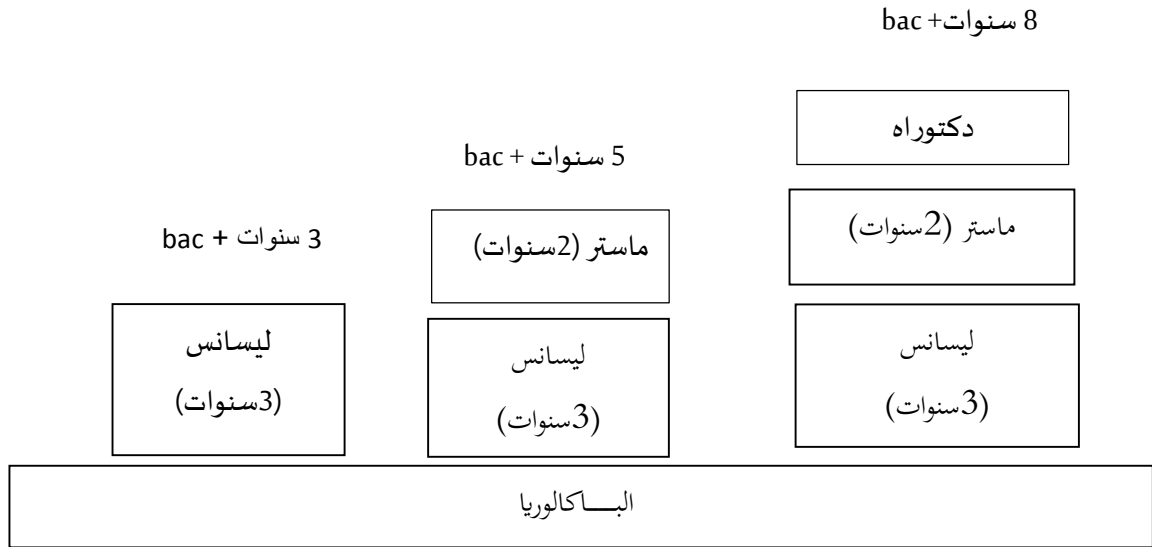 8 سنوات+ bac
دكتوراه
5 سنوات + bac
ماستر (2سنوات)
ماستر (2سنوات)
3 سنوات + bac
ليسانس
(3سنوات)
ليسانس
(3سنوات)
ليسانس
(3سنوات)
البـــاكالوريا